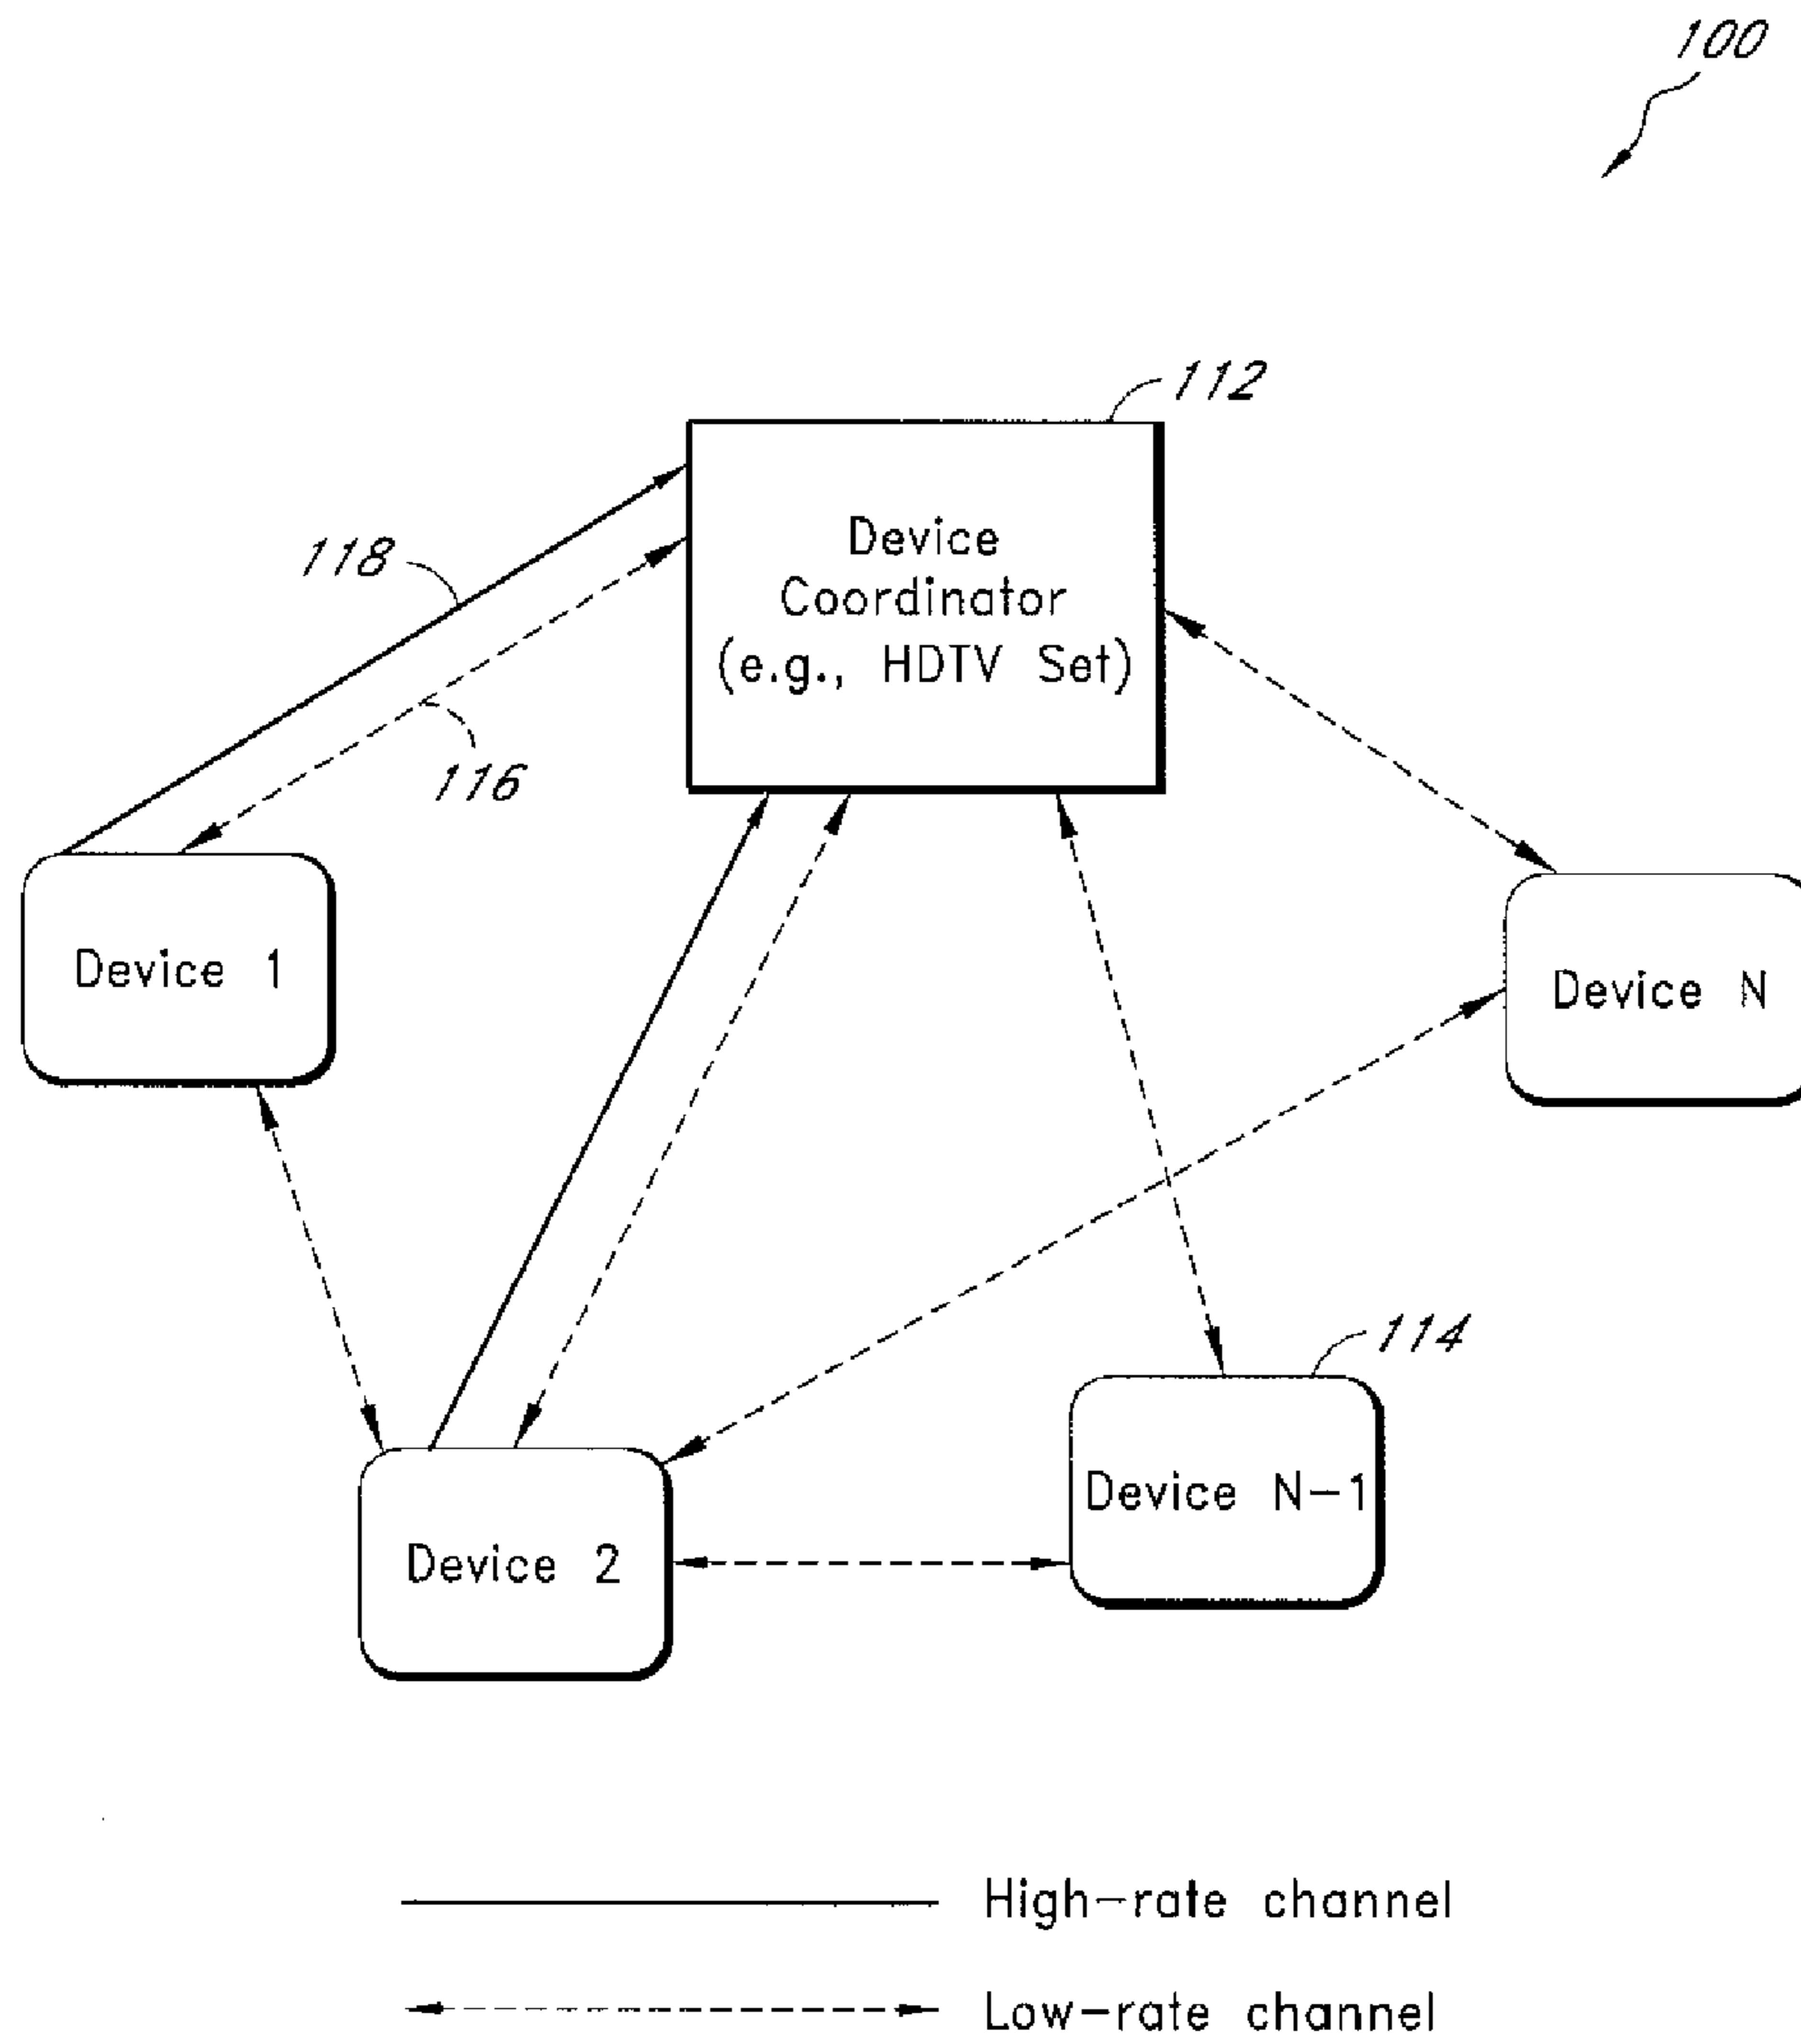 100
112
Device
Coordinator
(e.g., HDTV Set)
118
116
Device 1
Device N
114
Device N-1
Device 2
High-rate channel
Low-rate channel